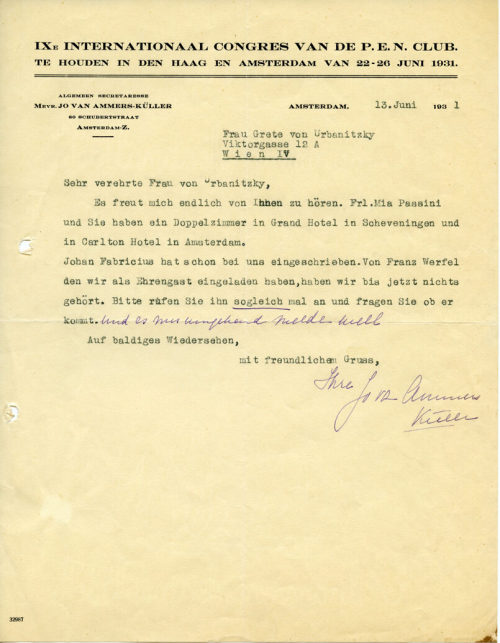 IXE INTERNATIONAAL CONGRES VAN DE P.E.N. CLUB.
TE HOUDEN IN DEN HAAG EN AMSTERDAM VAN 22-26 JUNI 1931.
ALGEMEEN SECRETARESSE
MEVR. JO VAN AMMERS-KÜLLER
60 SCHUBERTSTRAAT
AMSTERDAM-Z.
AMSTERDAM, 13.Juni 1931
Frau Grete von Urbanitzky
Viktorgasse 12 A
Wien IV
Sehr verehrte Frau von Urbanitzky,
Es freut mich endlich von Ihnen zu hören. Frl.Mia Passini
und Sie haben ein Doppelzimmer in Grand Hotel in Scheveningen und
in Carlton Hotel in Amsterdam.
Johan Fabricius hat schon bei uns eingeschrieben.Von Franz Werfel
den wir als Ehrengast eingeladen haben,haben wir bis jetzt nichts
gehört. Bitte rüfen Sie ihn sogleich mal an und fragen Sie ob er
kommt. Und es mir umgehend melde will
Auf baldiges Wiedersehen,
mit freundlichem Gruss,
Ihre Jo v Ammers
Küller
32967